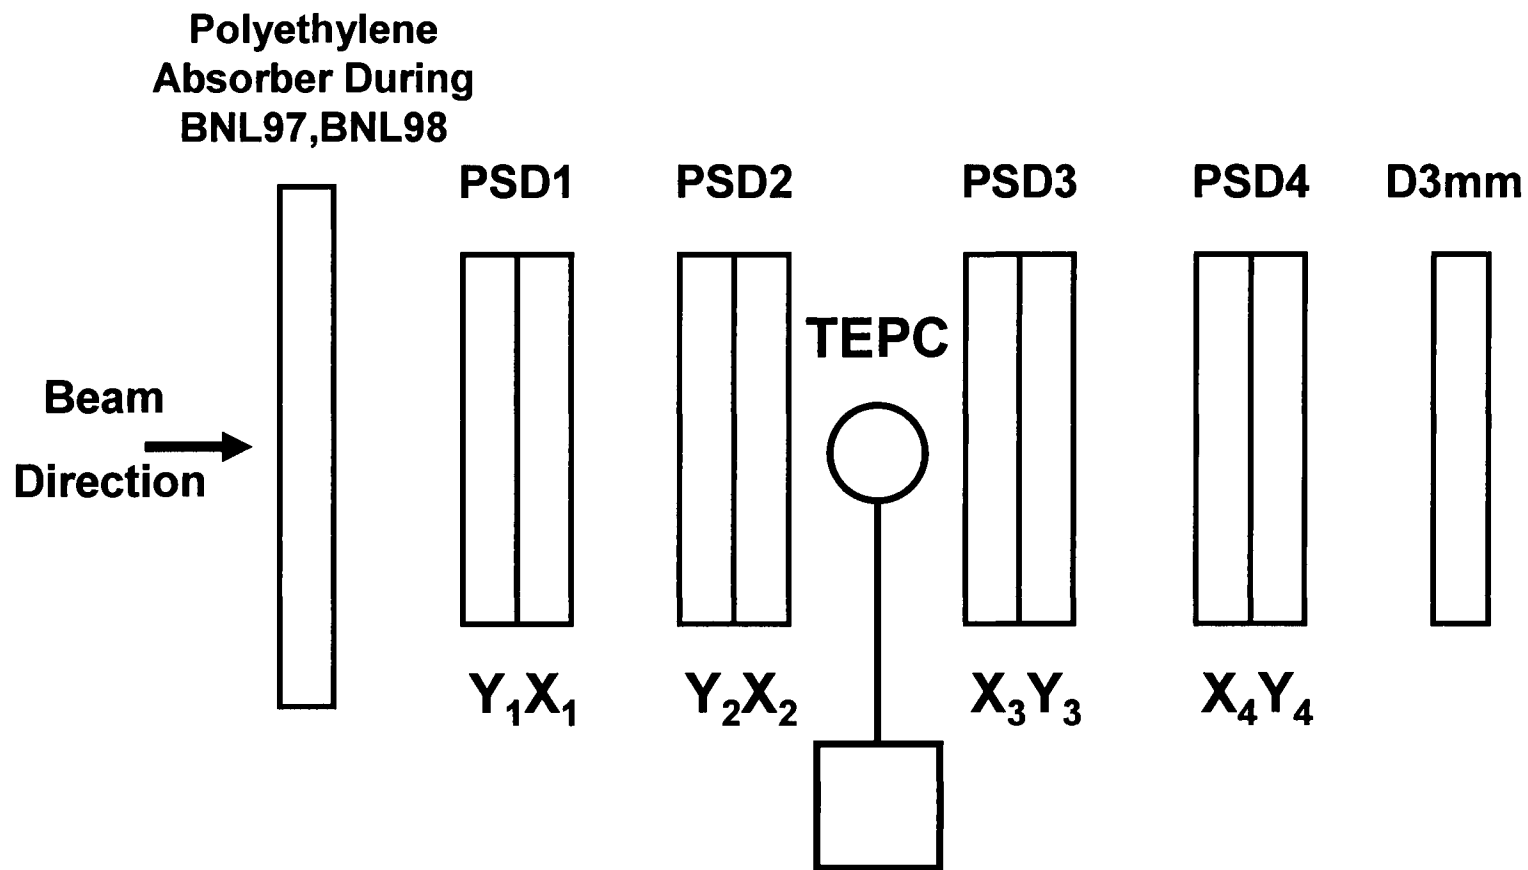 Polyethylene
Absorber During
BNL97,BNL98
PSD1 PSD2 PSD3 PSD4 D3mm
TEPC
Beam
Direction
Y₁X₁ Y₂X₂ X₃Y₃ X₄Y₄